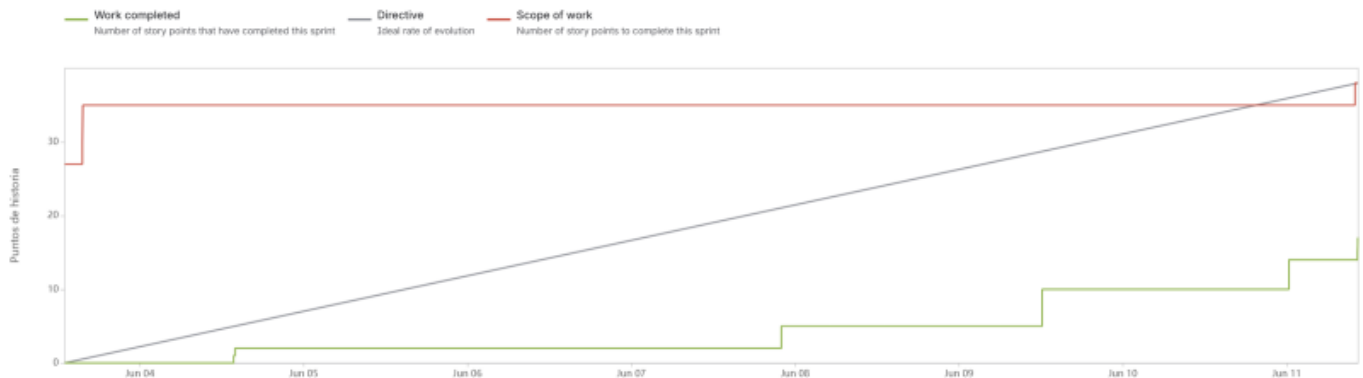 Work completed
Number of story points that have completed this sprint
Directive
Ideal rate of evolution
Scope of work
Number of story points to complete this sprint
Puntos de historia
30
20
10
0
Jun 04
Jun 05
Jun 06
Jun 07
Jun 08
Jun 09
Jun 10
Jun 11